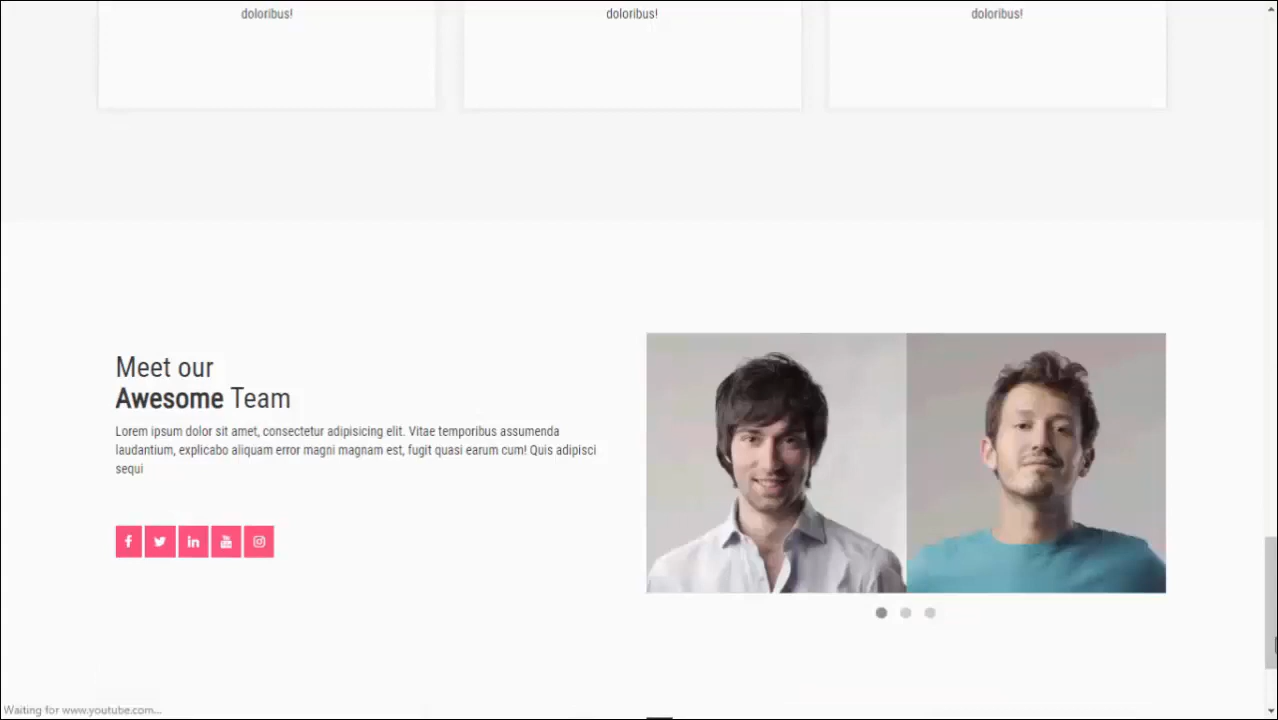 doloribus!
doloribus!
doloribus!
Meet our
Awesome Team
Lorem ipsum dolor sit amet, consectetur adipisicing elit. Vitae temporibus assumenda
laudantium, explicabo aliquam error magni magnam est, fugit quasi earum cum! Quis adipisci
sequi
Waiting for www.youtube.com...